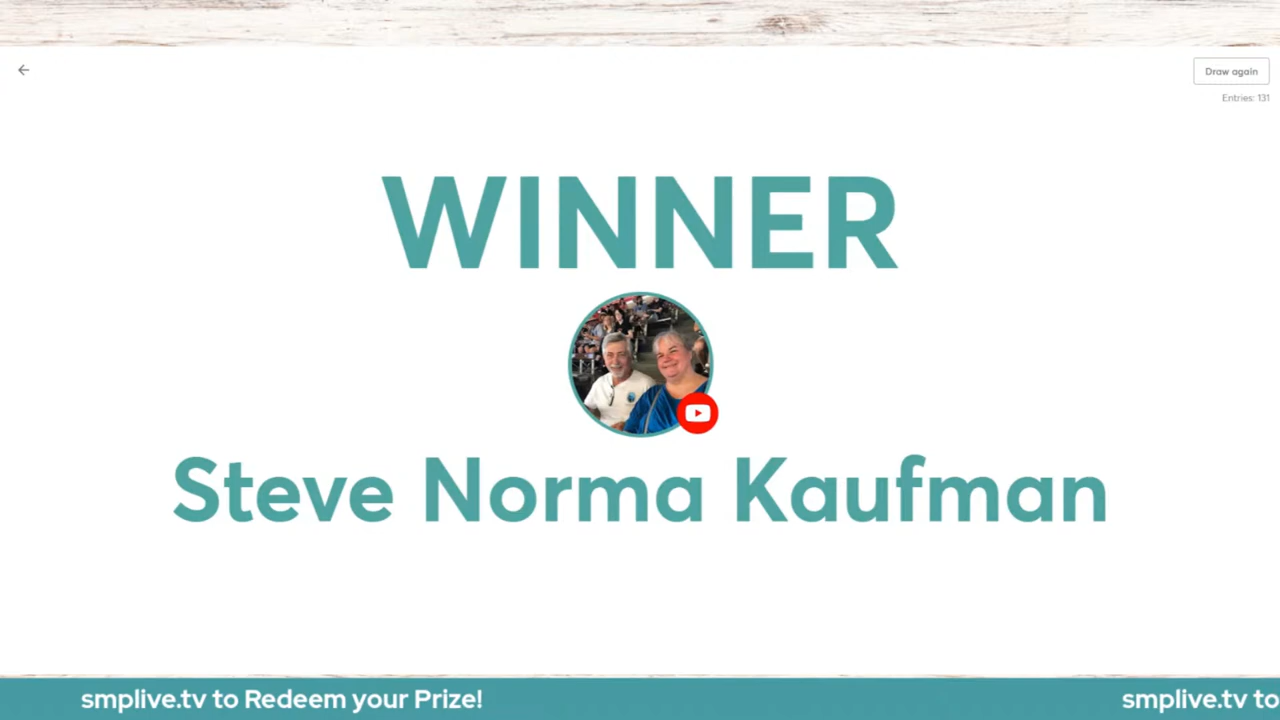 Draw again
Entries: 131
WINNER
Steve Norma Kaufman
smplive.tv to Redeem your Prize!
smplive.tv to